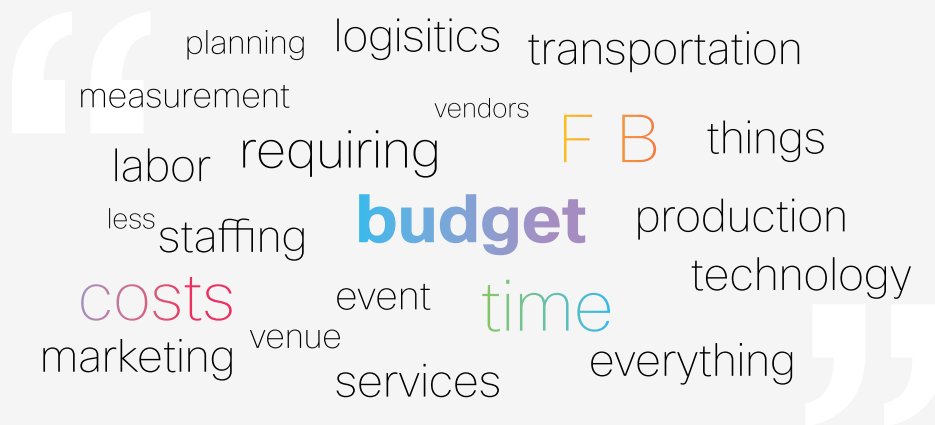 planning logisitics transportation
measurement vendors
labor requiring F B things
less staffing budget production
costs event time technology
marketing venue services everything